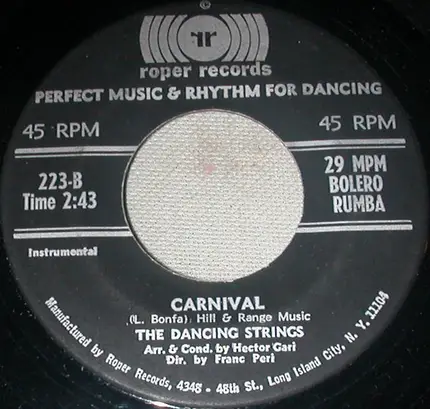 roper records
PERFECT MUSIC & RHYTHM FOR DANCING
45 RPM
45 RPM
223-B
Time 2:43
29 MPM
BOLERO
RUMBA
Instrumental
CARNIVAL
(L. Bonfa) Hill & Range Music
THE DANCING STRINGS
Arr. & Cond. by Hector Gari
Dir. by Franc Peri
Manufactured by Roper Records, 4348 - 48th St., Long Island City, N. Y. 11104